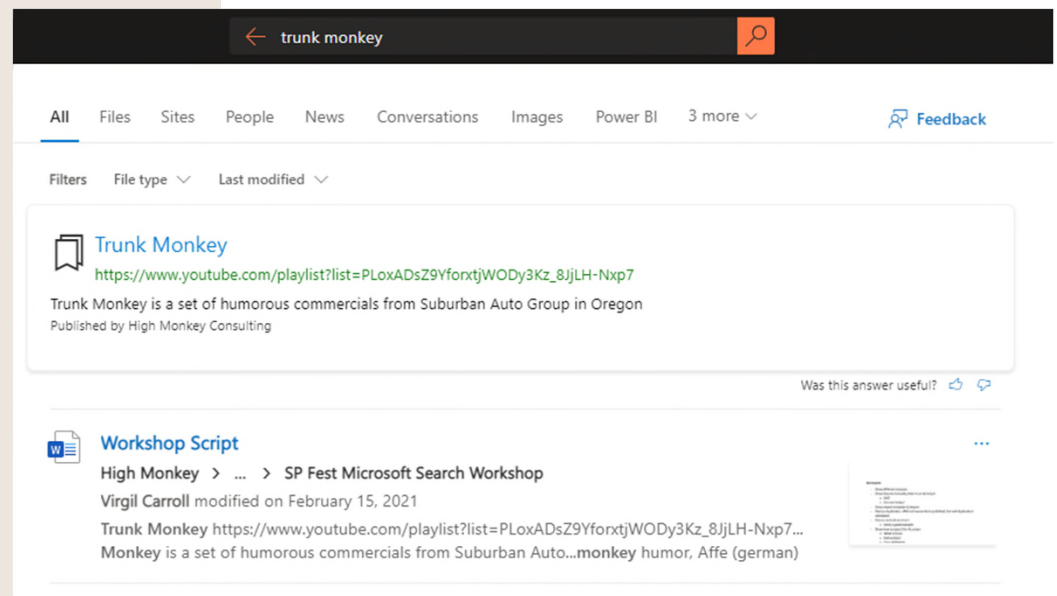 trunk monkey
All Files Sites People News Conversations Images Power BI 3 more Feedback
Filters File type Last modified
Trunk Monkey
https://www.youtube.com/playlist?list=PLoxADsZ9YforxtjWODy3Kz_8JjLH-Nxp7
Trunk Monkey is a set of humorous commercials from Suburban Auto Group in Oregon
Published by High Monkey Consulting
Was this answer useful?
Workshop Script
High Monkey > ... > SP Fest Microsoft Search Workshop
Virgil Carroll modified on February 15, 2021
Trunk Monkey https://www.youtube.com/playlist?list=PLoxADsZ9YforxtjWODy3Kz_8JjLH-Nxp7...
Monkey is a set of humorous commercials from Suburban Auto...monkey humor, Affe (german)